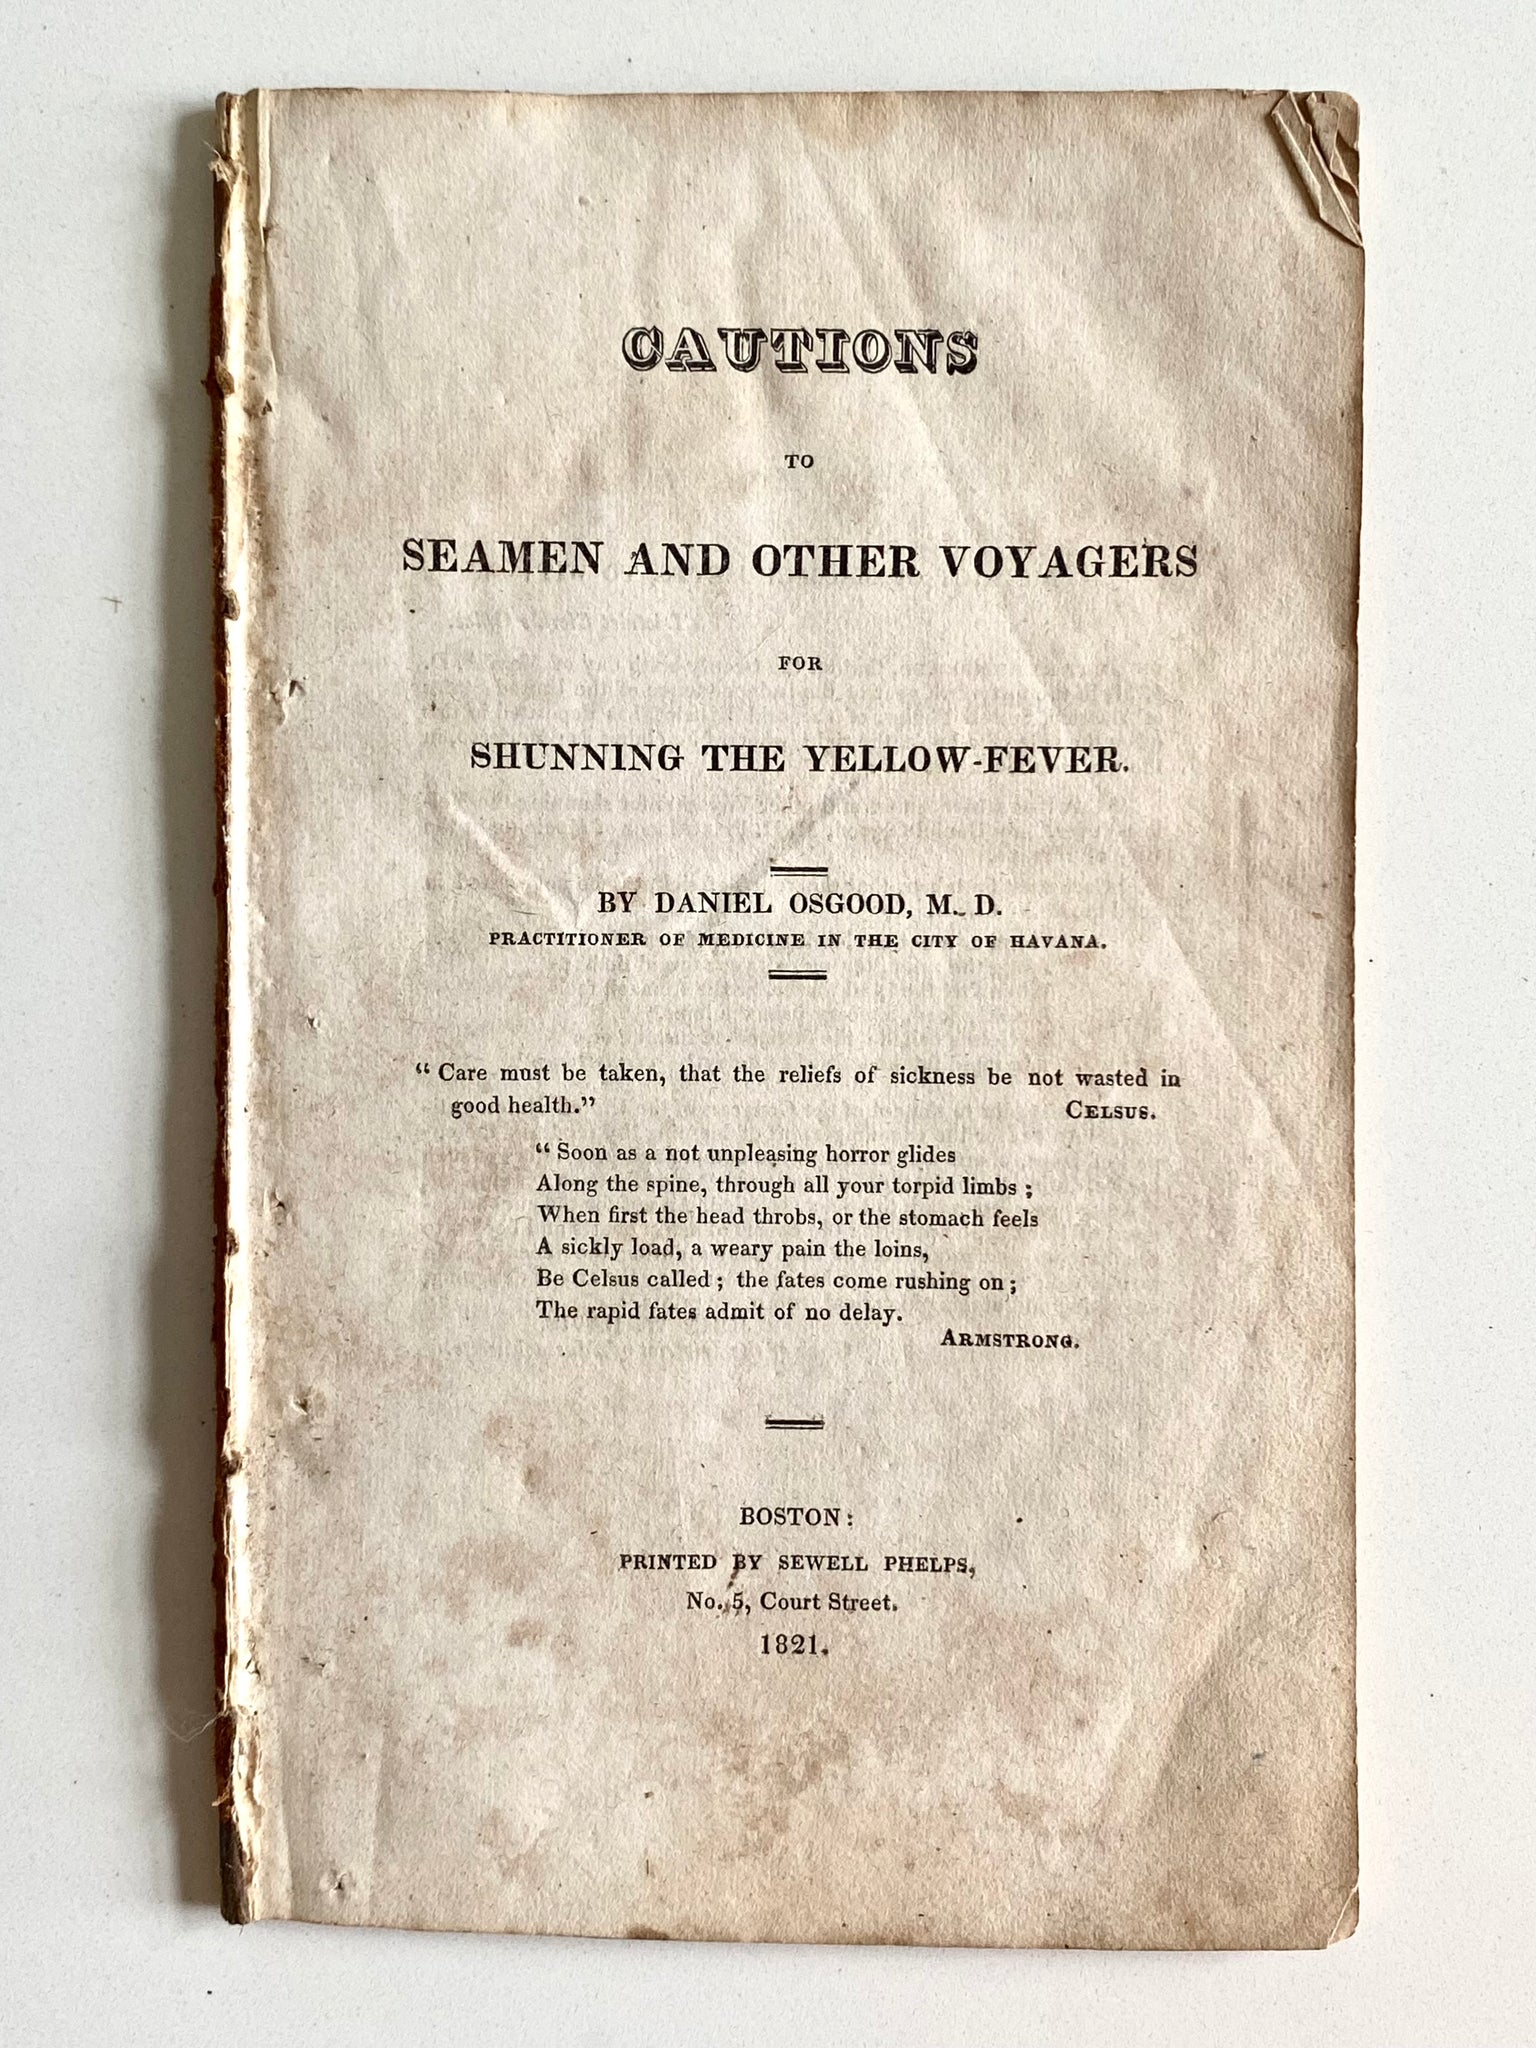 CAUTIONS
TO
SEAMEN AND OTHER VOYAGERS
FOR
SHUNNING THE YELLOW-FEVER.
BY DANIEL OSGOOD, M. D.
PRACTITIONER OF MEDICINE IN THE CITY OF HAVANA.
“ Care must be taken, that the reliefs of sickness be not wasted in
good health.” CELSUS.
“ Soon as a not unpleasing horror glides
Along the spine, through all your torpid limbs ;
When first the head throbs, or the stomach feels
A sickly load, a weary pain the loins,
Be Celsus called ; the fates come rushing on ;
The rapid fates admit of no delay.
ARMSTRONG.
BOSTON :
PRINTED BY SEWELL PHELPS,
No. 5, Court Street.
1821.